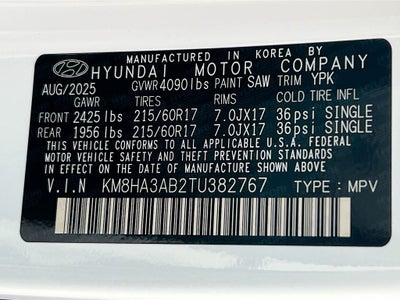 MANUFACTURED IN KOREA BY
HYUNDAI MOTOR COMPANY
AUG/2025 GVWR 4090lbs PAINT SAW TRIM YPK
GAWR TIRES RIMS COLD TIRE INFL
FRONT 2425lbs 215/60R17 7.0JX17 36psi SINGLE
REAR 1956lbs 215/60R17 7.0JX17 36psi SINGLE
THIS VEHICLE CONFORMS TO ALL APPLICABLE U.S.A. FEDERAL
MOTOR VEHICLE SAFETY, BUMPER, AND THEFT PREVENTION
STANDARDS IN EFFECT ON THE DATE OF MANUFACTURE SHOWN ABOVE.
V.I.N KM8HA3AB2TU382767 TYPE : MPV